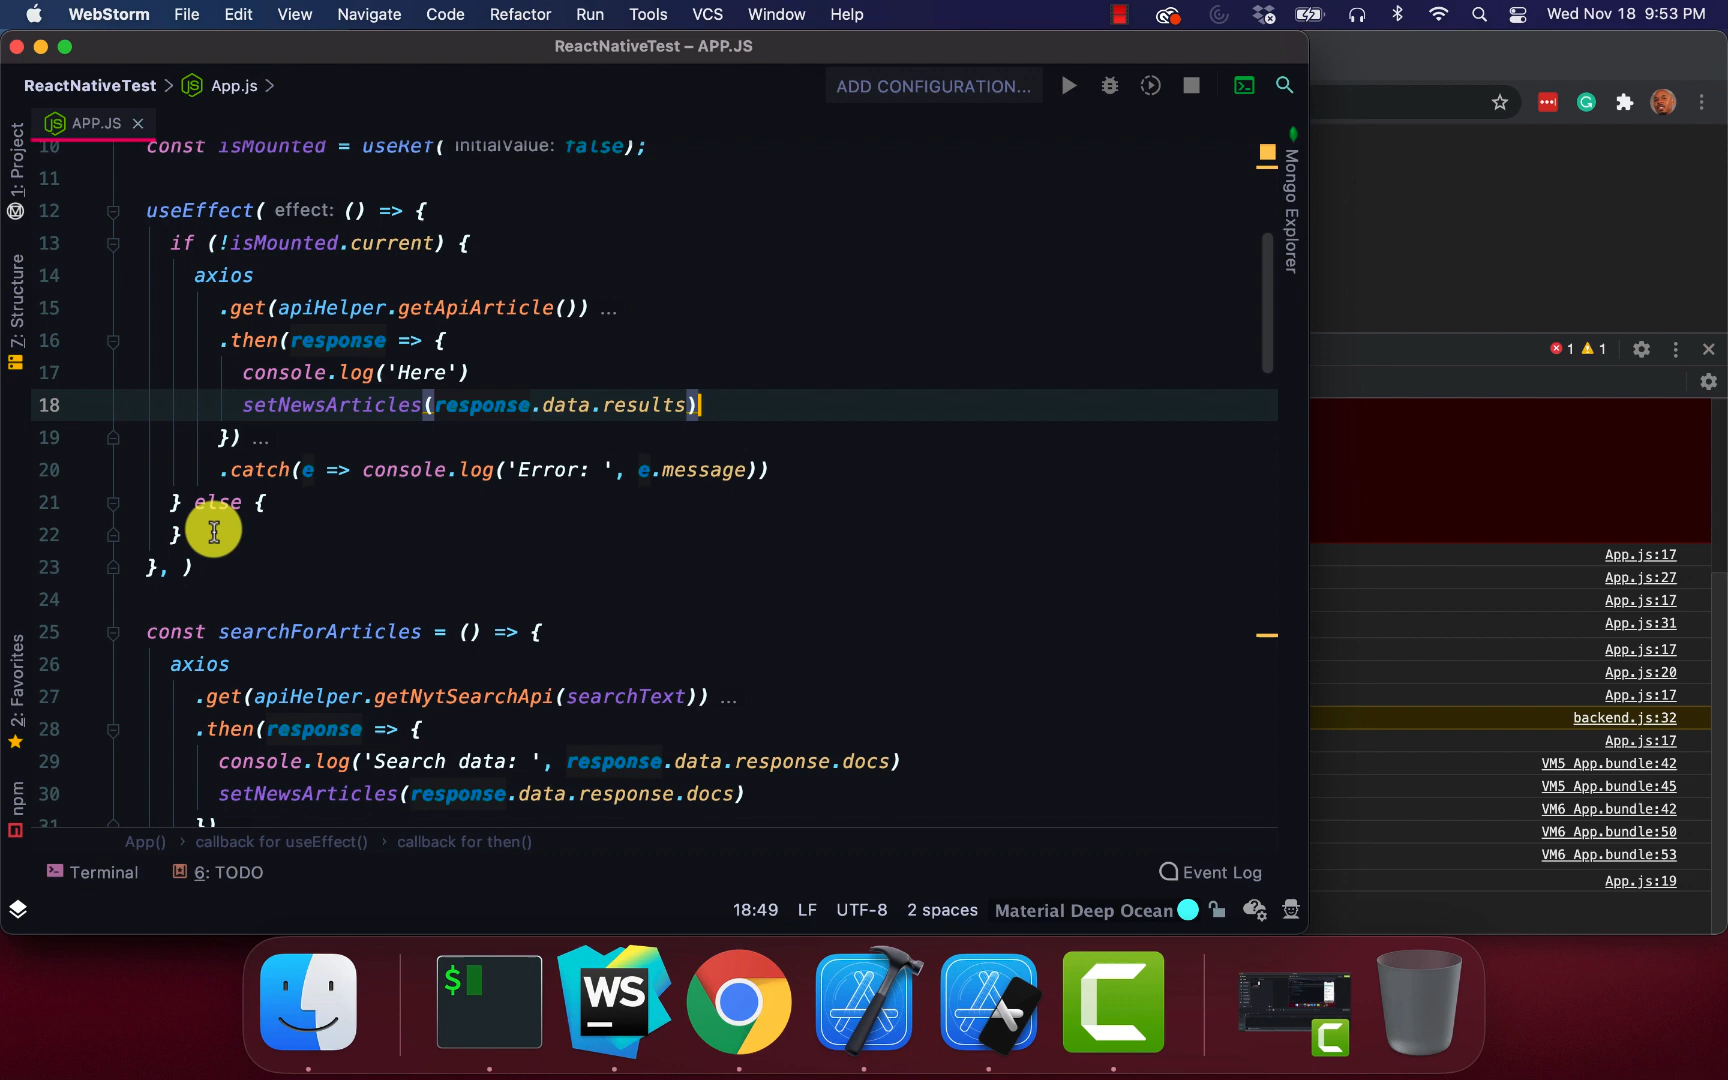 WebStorm File Edit View Navigate Code Refactor Run Tools VCS Window Help Wed Nov 18 9:53 PM
ReactNativeTest – APP.JS
ReactNativeTest > App.js >
ADD CONFIGURATION...
APP.JS
1: Project
7: Structure
2: Favorites
npm
Mongo Explorer
10 const isMounted = useRef( initialValue: false);
11
12 useEffect( effect: () => {
13 if (!isMounted.current) {
14 axios
15 .get(apiHelper.getApiArticle()) ...
16 .then(response => {
17 console.log('Here')
18 setNewsArticles(response.data.results)
19 }) ...
20 .catch(e => console.log('Error: ', e.message))
21 } else {
22 }
23 }, )
24
25 const searchForArticles = () => {
26 axios
27 .get(apiHelper.getNytSearchApi(searchText)) ...
28 .then(response => {
29 console.log('Search data: ', response.data.response.docs)
30 setNewsArticles(response.data.response.docs)
31 })
App() > callback for useEffect() > callback for then()
Terminal 6: TODO Event Log
18:49 LF UTF-8 2 spaces Material Deep Ocean
1 1
App.js:17
App.js:27
App.js:17
App.js:31
App.js:17
App.js:20
App.js:17
backend.js:32
App.js:17
VM5 App.bundle:42
VM5 App.bundle:45
VM6 App.bundle:42
VM6 App.bundle:50
VM6 App.bundle:53
App.js:19
$
WS
C
C